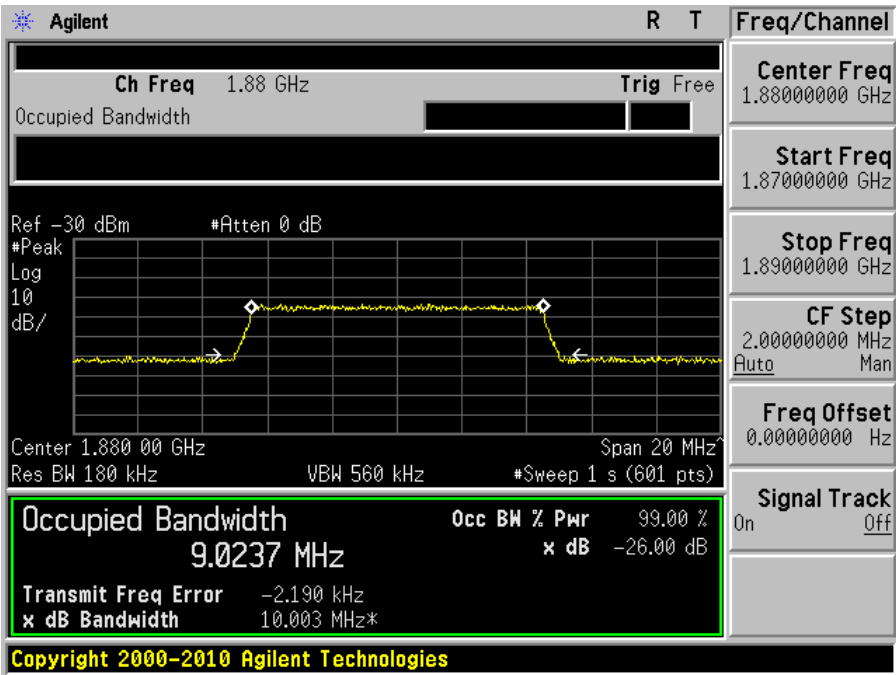 Agilent R T
Freq/Channel
Ch Freq 1.88 GHz Trig Free
Occupied Bandwidth
Center Freq
1.88000000 GHz
Start Freq
1.87000000 GHz
Stop Freq
1.89000000 GHz
CF Step
2.00000000 MHz
Auto Man
Freq Offset
0.00000000 Hz
Signal Track
On Off
Ref -30 dBm #Atten 0 dB
#Peak
Log
10
dB/
Center 1.880 00 GHz Span 20 MHz^
Res BW 180 kHz VBW 560 kHz #Sweep 1 s (601 pts)
Occupied Bandwidth Occ BW % Pwr 99.00 %
9.0237 MHz x dB -26.00 dB
Transmit Freq Error -2.190 kHz
x dB Bandwidth 10.003 MHz*
Copyright 2000-2010 Agilent Technologies